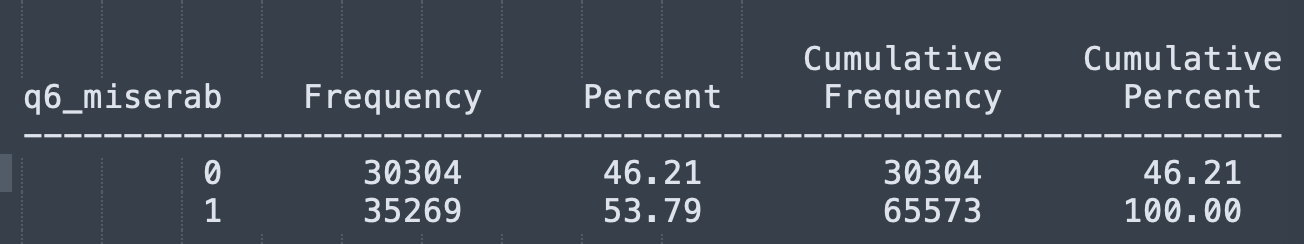 Cumulative Cumulative
q6_miserab Frequency Percent Frequency Percent
0 30304 46.21 30304 46.21
1 35269 53.79 65573 100.00